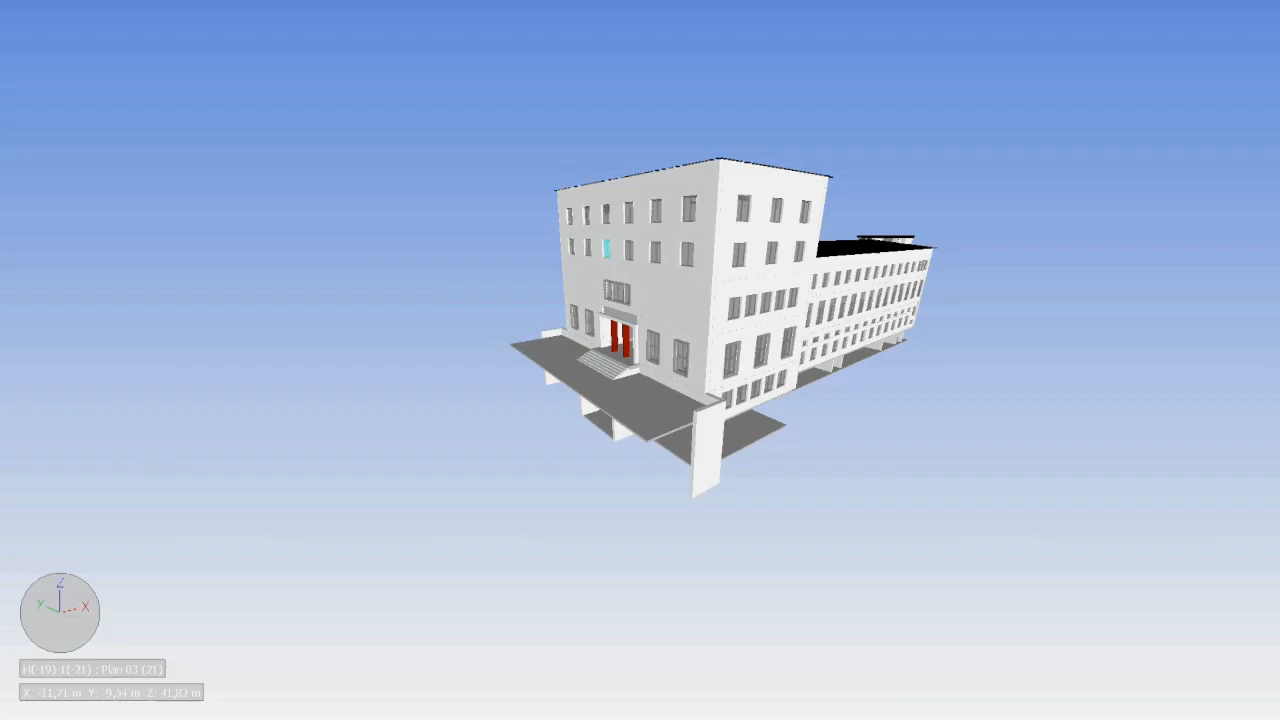 Z
Y X
H(-19)-1(-21) : Plan 03 (21)
X: -11,71 m Y: -9,54 m Z: 41,82 m